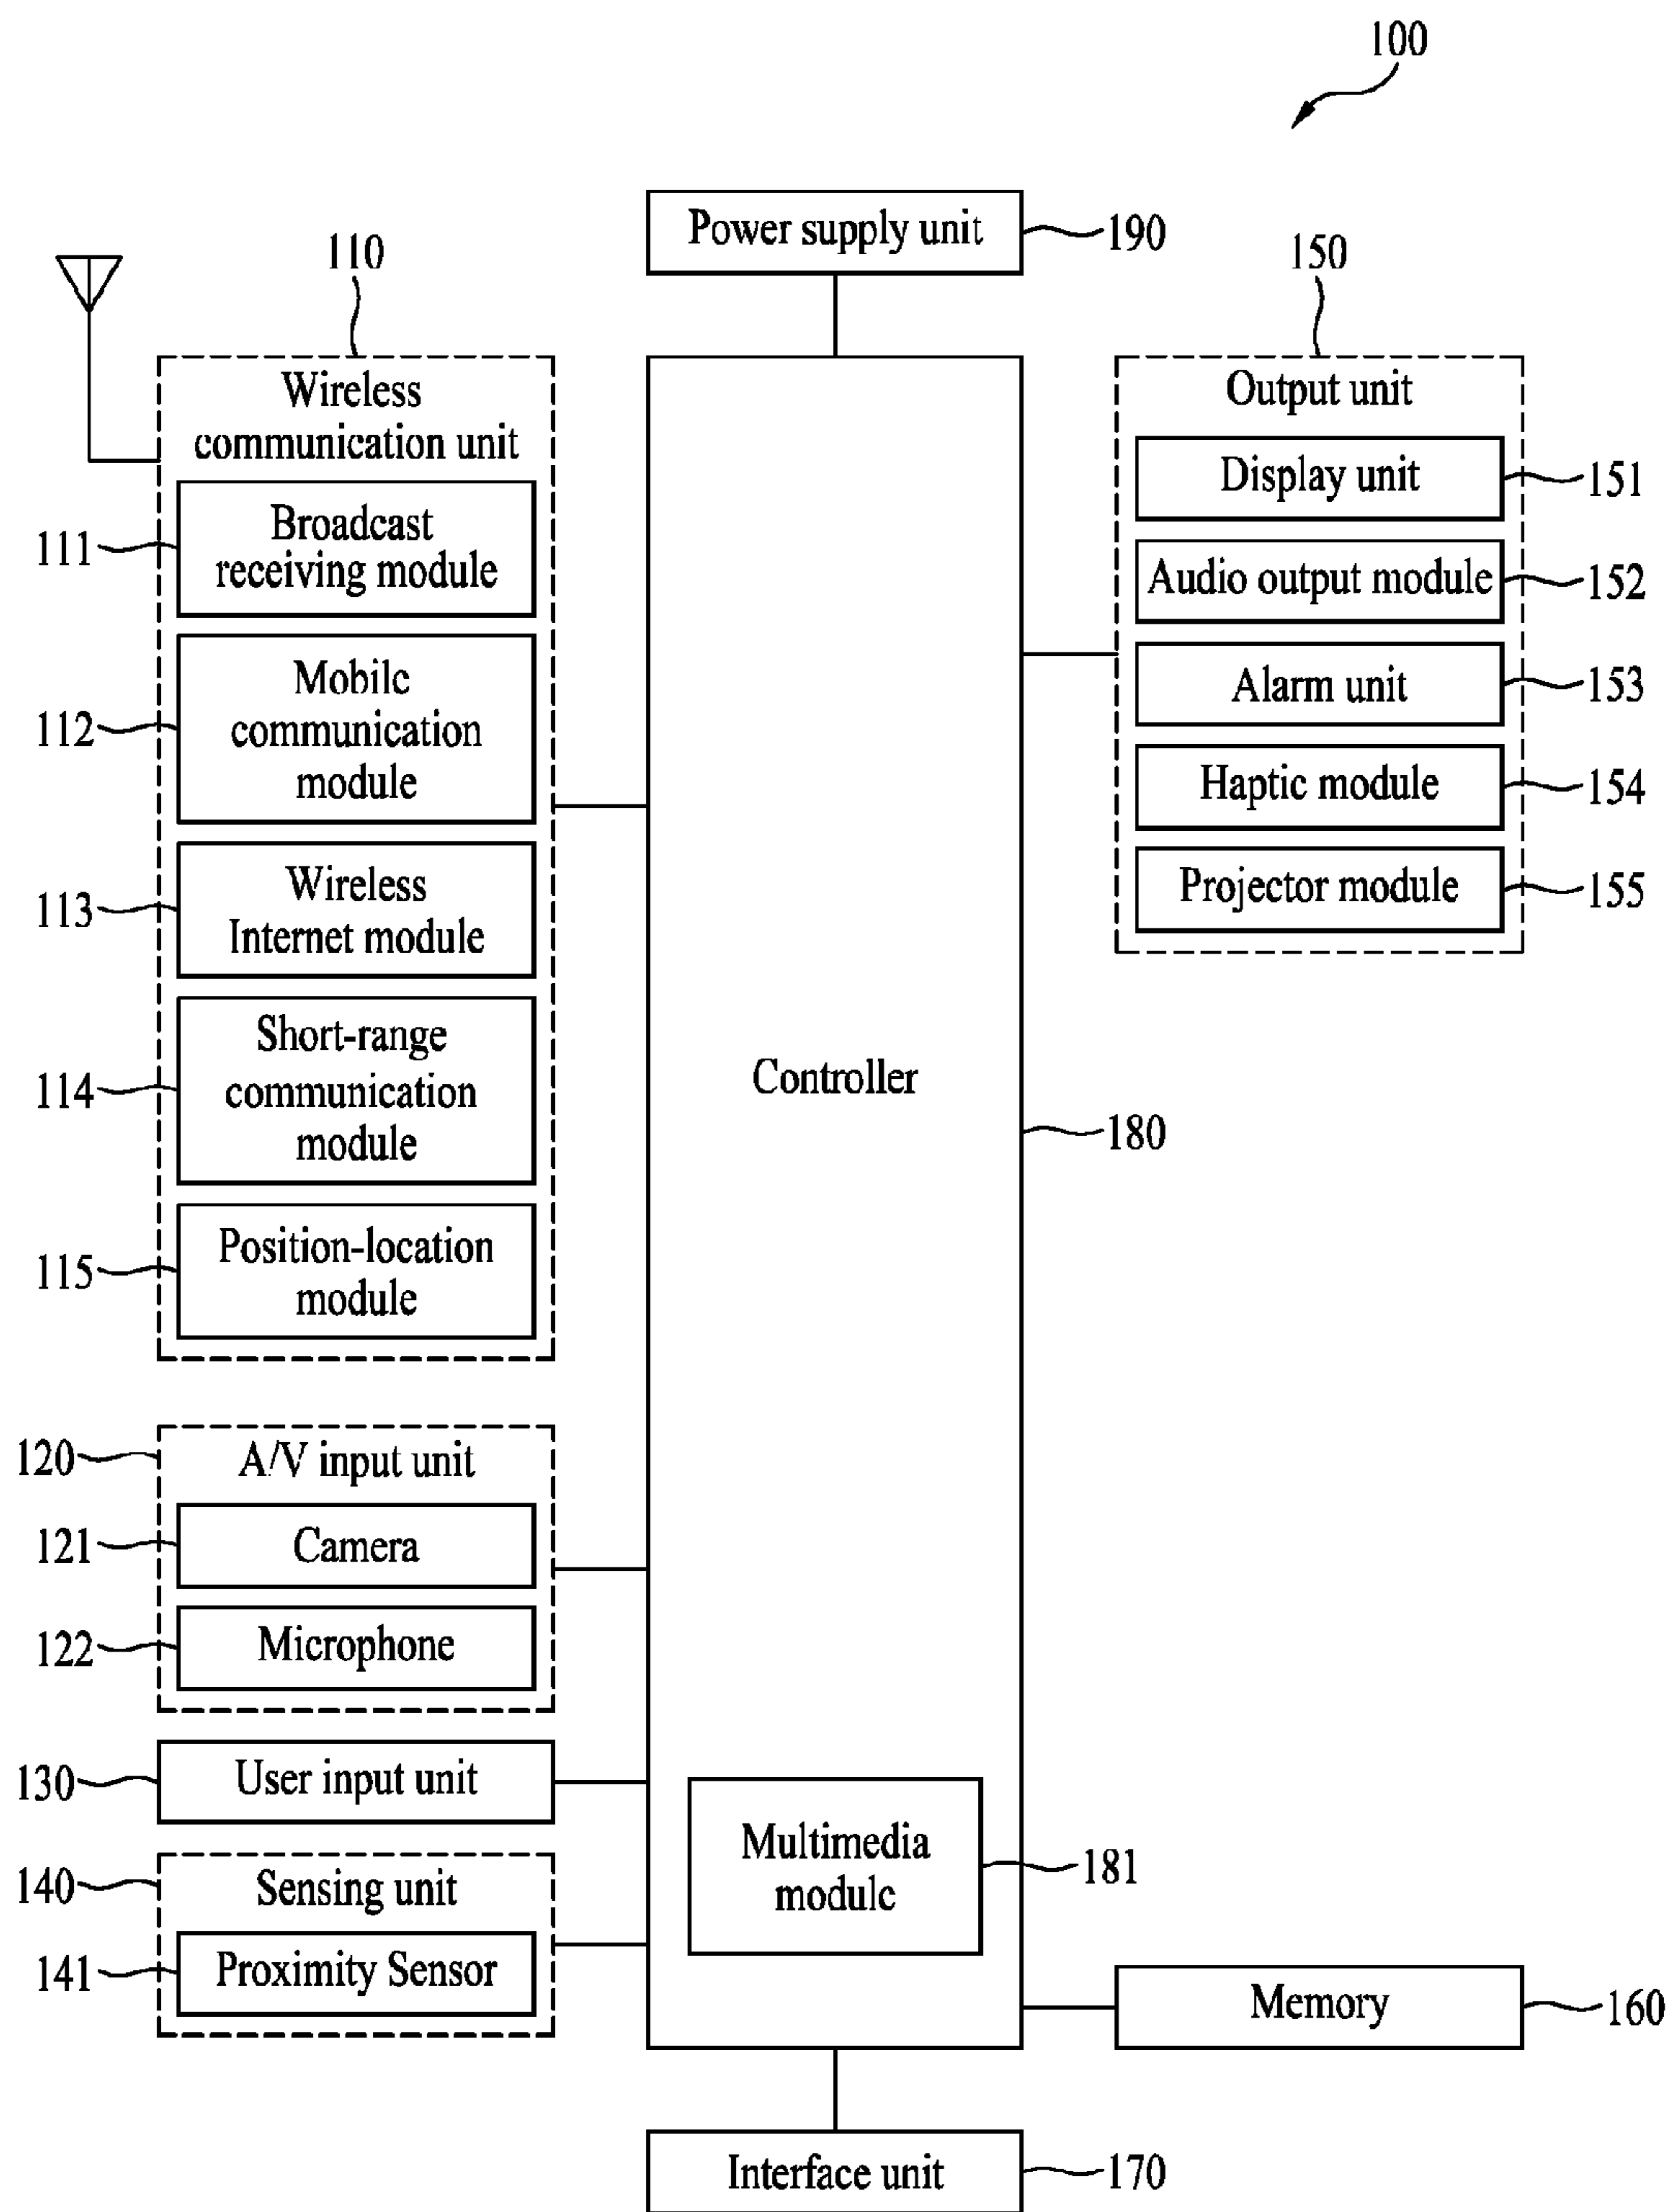 100
Power supply unit
190
110
150
Wireless
communication unit
Broadcast
receiving module
111
Mobile
communication
module
112
Wireless
Internet module
113
Short-range
communication
module
114
Position-location
module
115
120
A/V input unit
121
Camera
122
Microphone
130
User input unit
140
Sensing unit
141
Proximity Sensor
Controller
180
Multimedia
module
181
Output unit
Display unit
151
Audio output module
152
Alarm unit
153
Haptic module
154
Projector module
155
Memory
160
Interface unit
170